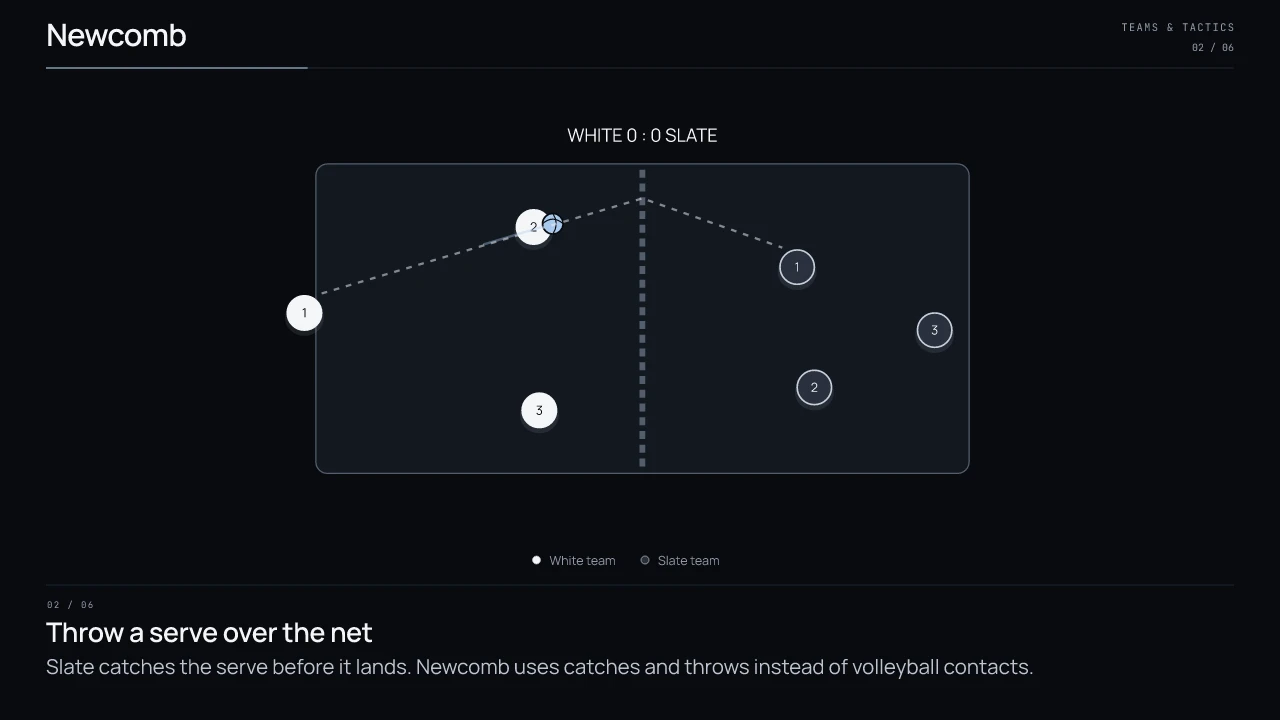 Newcomb
TEAMS & TACTICS
02 / 06
WHITE 0 : 0 SLATE
2
1
1
3
2
3
White team
Slate team
02 / 06
Throw a serve over the net
Slate catches the serve before it lands. Newcomb uses catches and throws instead of volleyball contacts.